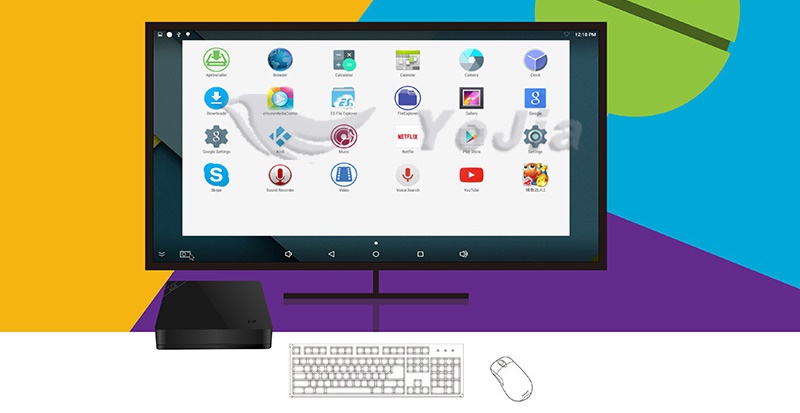 12:18 PM
ApkInstaller Browser Calculator Calendar Camera Clock
Downloads ES File Explorer FileExplorer Gallery Google
YoJia
Google Settings Kodi Music Netflix Play Store Settings
NETFLIX
Skype Sound Recorder Video Voice Search YouTube